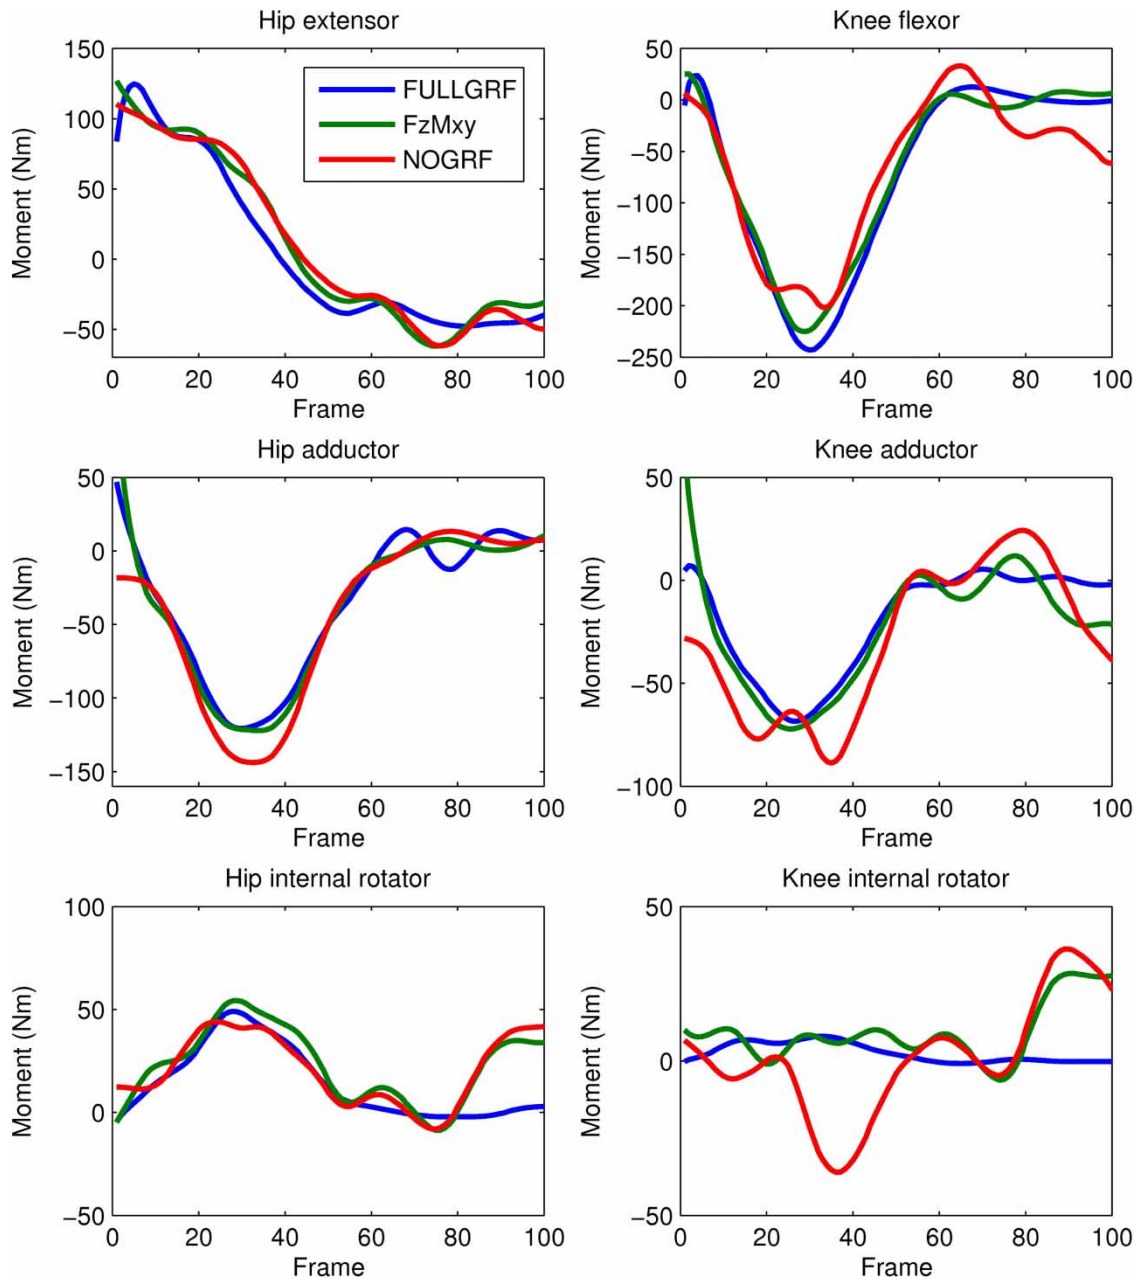 Hip extensor
Knee flexor
150
100
50
0
−50
Moment (Nm)
FULLGRF
FzMxy
NOGRF
0 20 40 60 80 100
Frame
50
0
−50
−100
−150
−200
−250
Moment (Nm)
0 20 40 60 80 100
Frame
Hip adductor
Knee adductor
50
0
−50
−100
−150
Moment (Nm)
0 20 40 60 80 100
Frame
50
0
−50
−100
Moment (Nm)
0 20 40 60 80 100
Frame
Hip internal rotator
Knee internal rotator
100
50
0
−50
Moment (Nm)
0 20 40 60 80 100
Frame
50
0
−50
Moment (Nm)
0 20 40 60 80 100
Frame